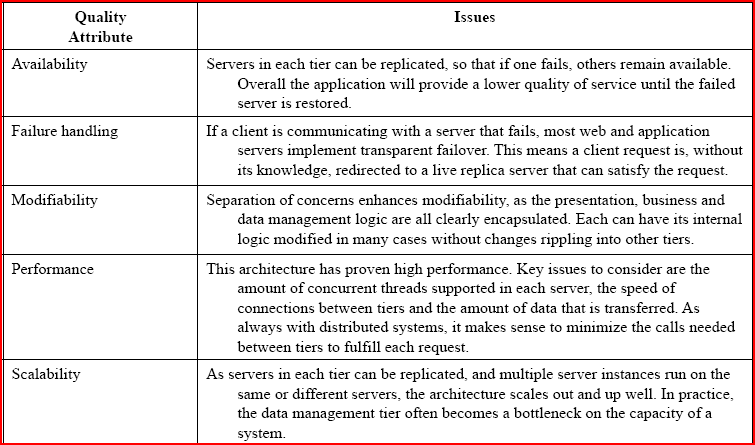 Quality
Attribute
Issues
Availability
Servers in each tier can be replicated, so that if one fails, others remain available.
Overall the application will provide a lower quality of service until the failed
server is restored.
Failure handling
If a client is communicating with a server that fails, most web and application
servers implement transparent failover. This means a client request is, without
its knowledge, redirected to a live replica server that can satisfy the request.
Modifiability
Separation of concerns enhances modifiability, as the presentation, business and
data management logic are all clearly encapsulated. Each can have its internal
logic modified in many cases without changes rippling into other tiers.
Performance
This architecture has proven high performance. Key issues to consider are the
amount of concurrent threads supported in each server, the speed of
connections between tiers and the amount of data that is transferred. As
always with distributed systems, it makes sense to minimize the calls needed
between tiers to fulfill each request.
Scalability
As servers in each tier can be replicated, and multiple server instances run on the
same or different servers, the architecture scales out and up well. In practice,
the data management tier often becomes a bottleneck on the capacity of a
system.